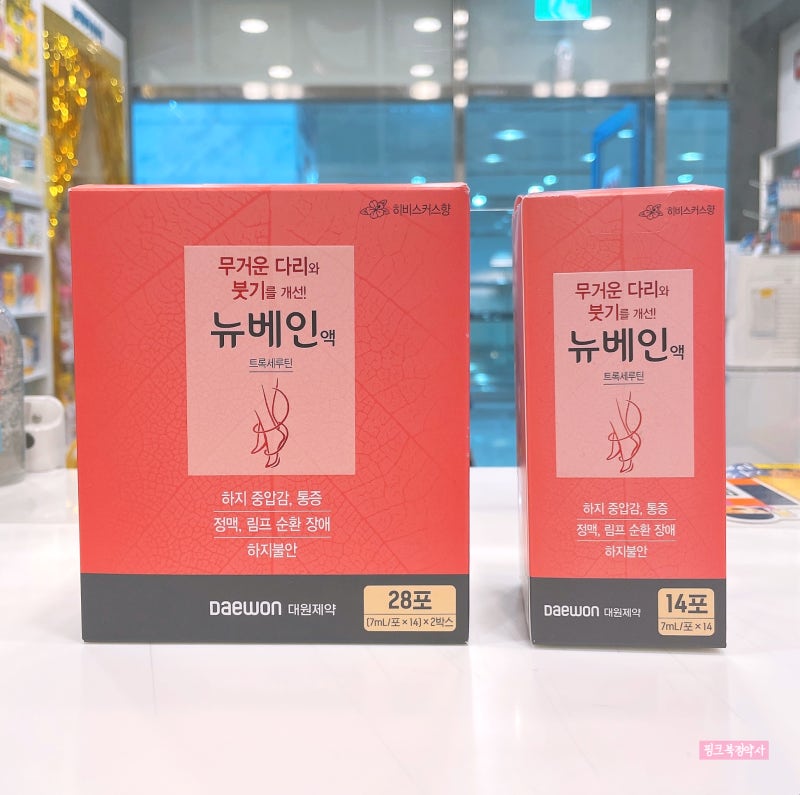 히비스커스향
무거운 다리와
붓기를 개선!
뉴베인액
트록세루틴
하지 중압감, 통증
정맥, 림프 순환 장애
하지불안
DAEWON 대원제약
28포
(7mL/포×14)×2박스
히비스커스향
무거운 다리와
붓기를 개선!
뉴베인액
트록세루틴
하지 중압감, 통증
정맥, 림프 순환 장애
하지불안
DAEWON 대원제약
14포
7mL/포×14
핑크복정약사